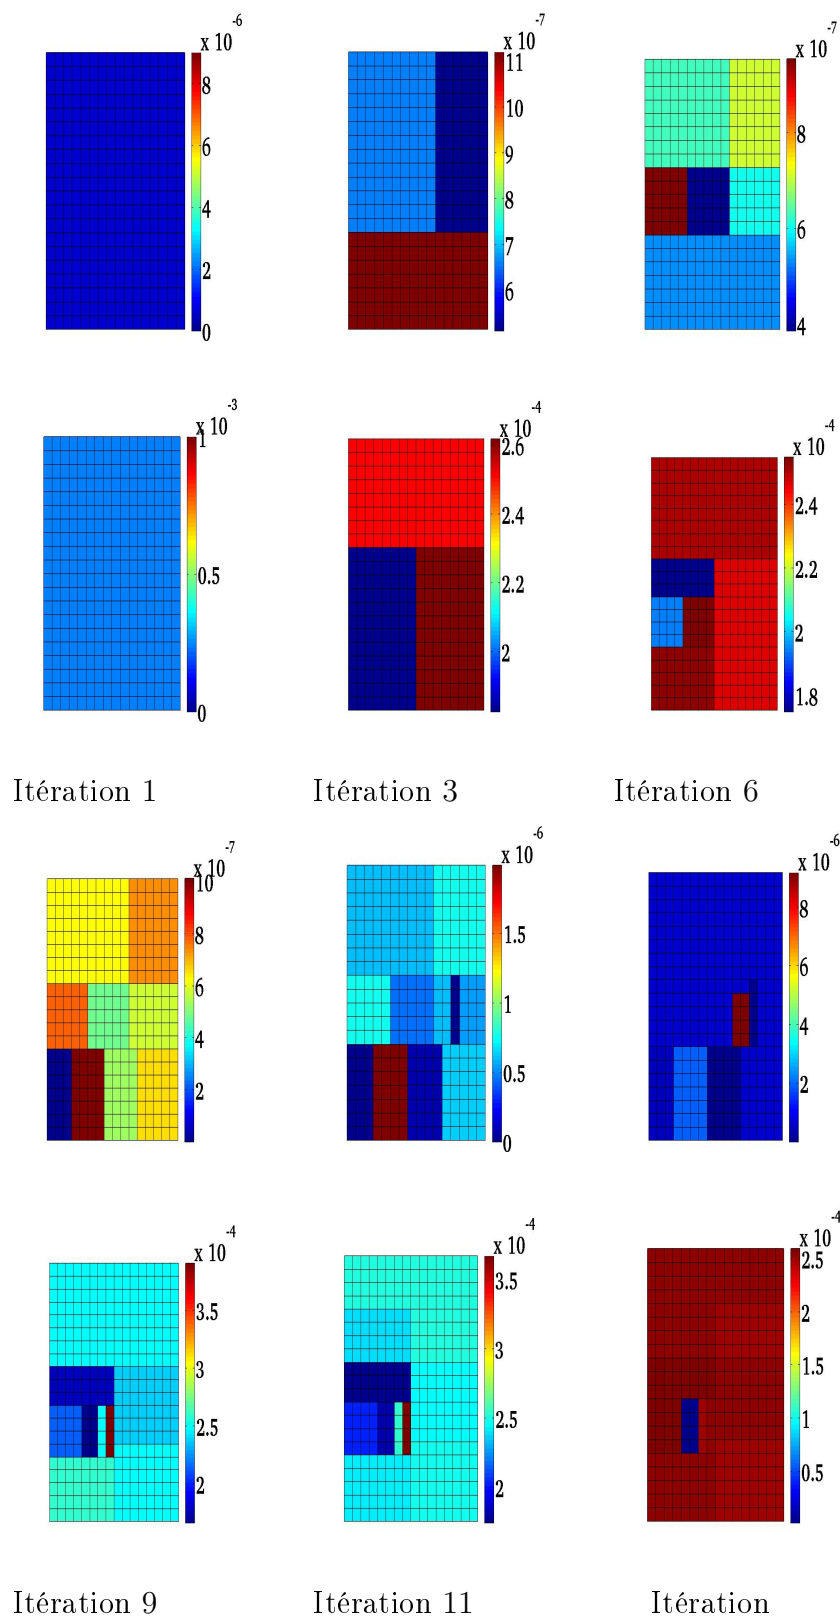 x 10 -6
8
6
4
2
0
x 10 -7
11
10
9
8
7
6
x 10 -7
8
6
4
x 10 -3
1
0.5
0
x 10 -4
2.6
2.4
2.2
2
x 10 -4
2.4
2.2
2
1.8
Itération 1
Itération 3
Itération 6
x 10 -7
10
8
6
4
2
x 10 -6
1.5
1
0.5
0
x 10 -6
8
6
4
2
x 10 -4
3.5
3
2.5
2
x 10 -4
3.5
3
2.5
2
x 10 -4
2.5
2
1.5
1
0.5
Itération 9
Itération 11
Itération